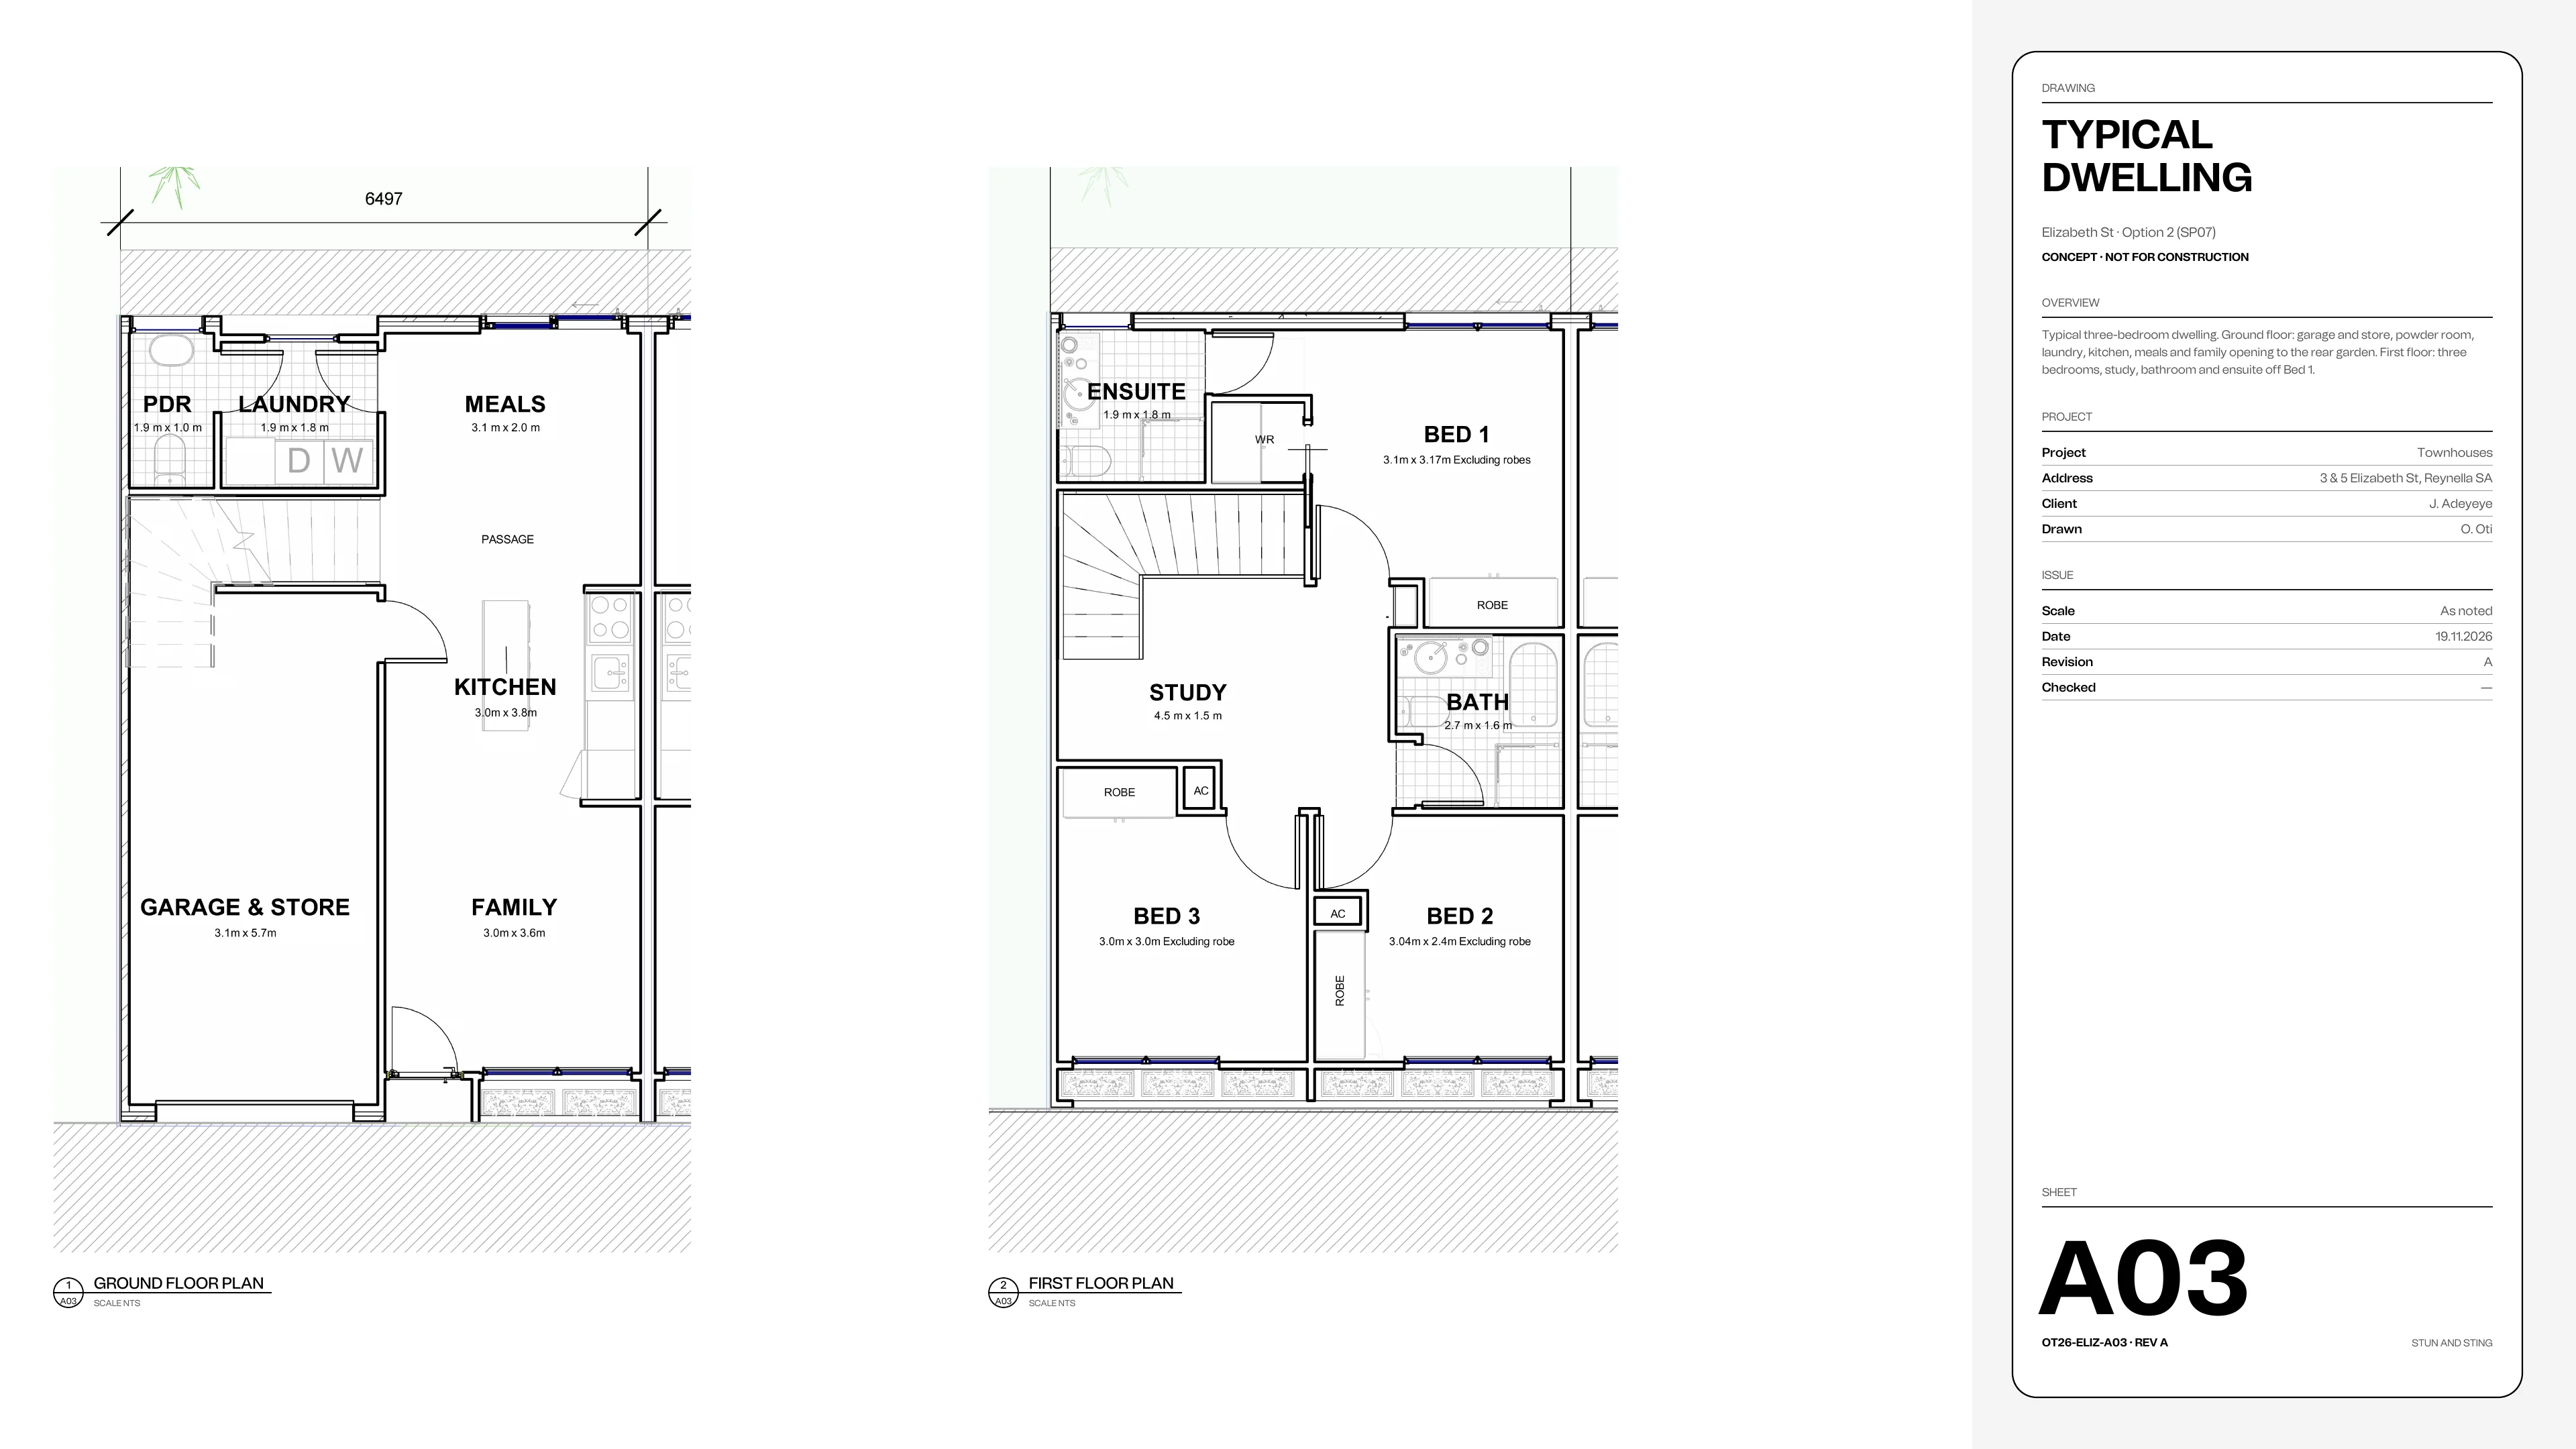 6497
PDR
1.9 m x 1.0 m
LAUNDRY
1.9 m x 1.8 m
D W
MEALS
3.1 m x 2.0 m
PASSAGE
KITCHEN
3.0m x 3.8m
GARAGE & STORE
3.1m x 5.7m
FAMILY
3.0m x 3.6m
1
A03
GROUND FLOOR PLAN
SCALE NTS
ENSUITE
1.9 m x 1.8 m
WR
BED 1
3.1m x 3.17m Excluding robes
ROBE
STUDY
4.5 m x 1.5 m
BATH
2.7 m x 1.6 m
ROBE
AC
BED 3
3.0m x 3.0m Excluding robe
AC
BED 2
3.04m x 2.4m Excluding robe
ROBE
2
A03
FIRST FLOOR PLAN
SCALE NTS
DRAWING
TYPICAL
DWELLING
Elizabeth St · Option 2 (SP07)
CONCEPT · NOT FOR CONSTRUCTION
OVERVIEW
Typical three-bedroom dwelling. Ground floor: garage and store, powder room,
laundry, kitchen, meals and family opening to the rear garden. First floor: three
bedrooms, study, bathroom and ensuite off Bed 1.
PROJECT
Project Townhouses
Address 3 & 5 Elizabeth St, Reynella SA
Client J. Adeyeye
Drawn O. Oti
ISSUE
Scale As noted
Date 19.11.2026
Revision A
Checked —
SHEET
A03
OT26-ELIZ-A03 · REV A
STUN AND STING